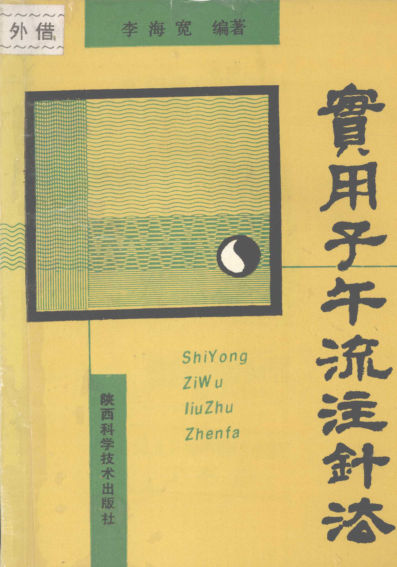 外借
李海宽 编著
實用子午流注針法
ShiYong
ZiWu
liuZhu
Zhenfa
陕西科学技术出版社